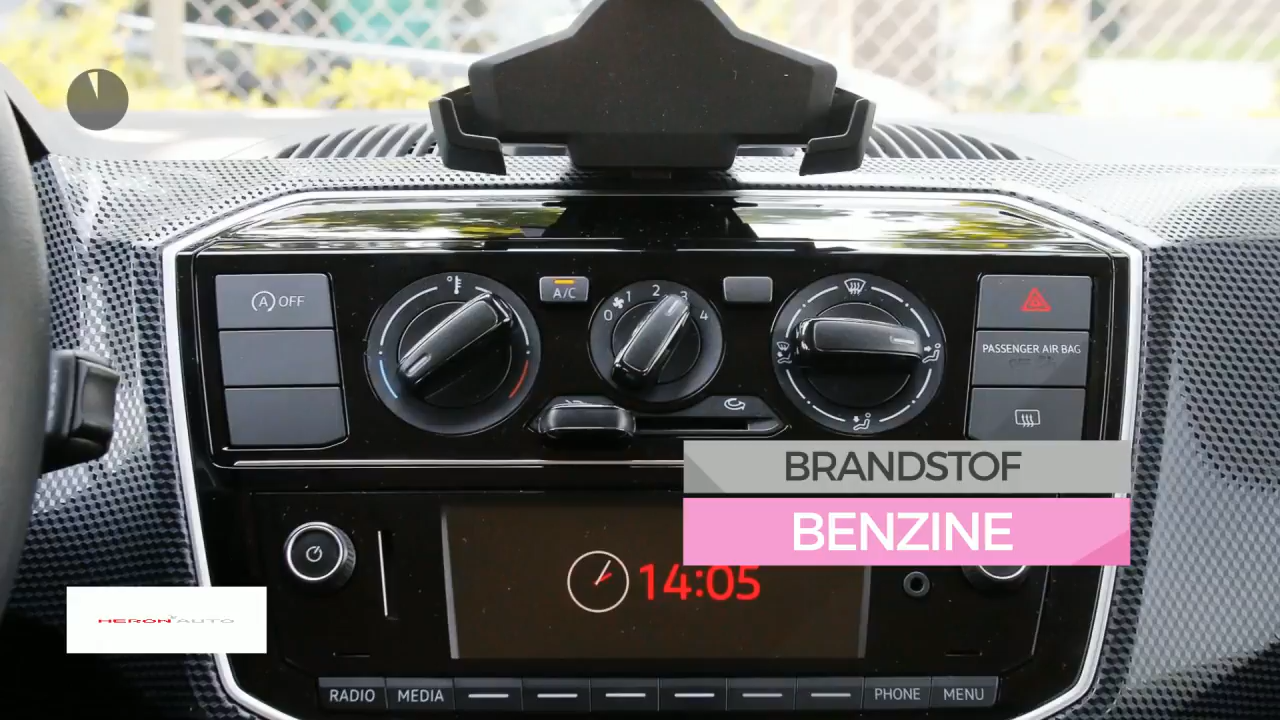 A OFF
A/C
0 1 2 3 4
PASSENGER AIR BAG
BRANDSTOF
BENZINE
14:05
HERON AUTO
RADIO MEDIA PHONE MENU